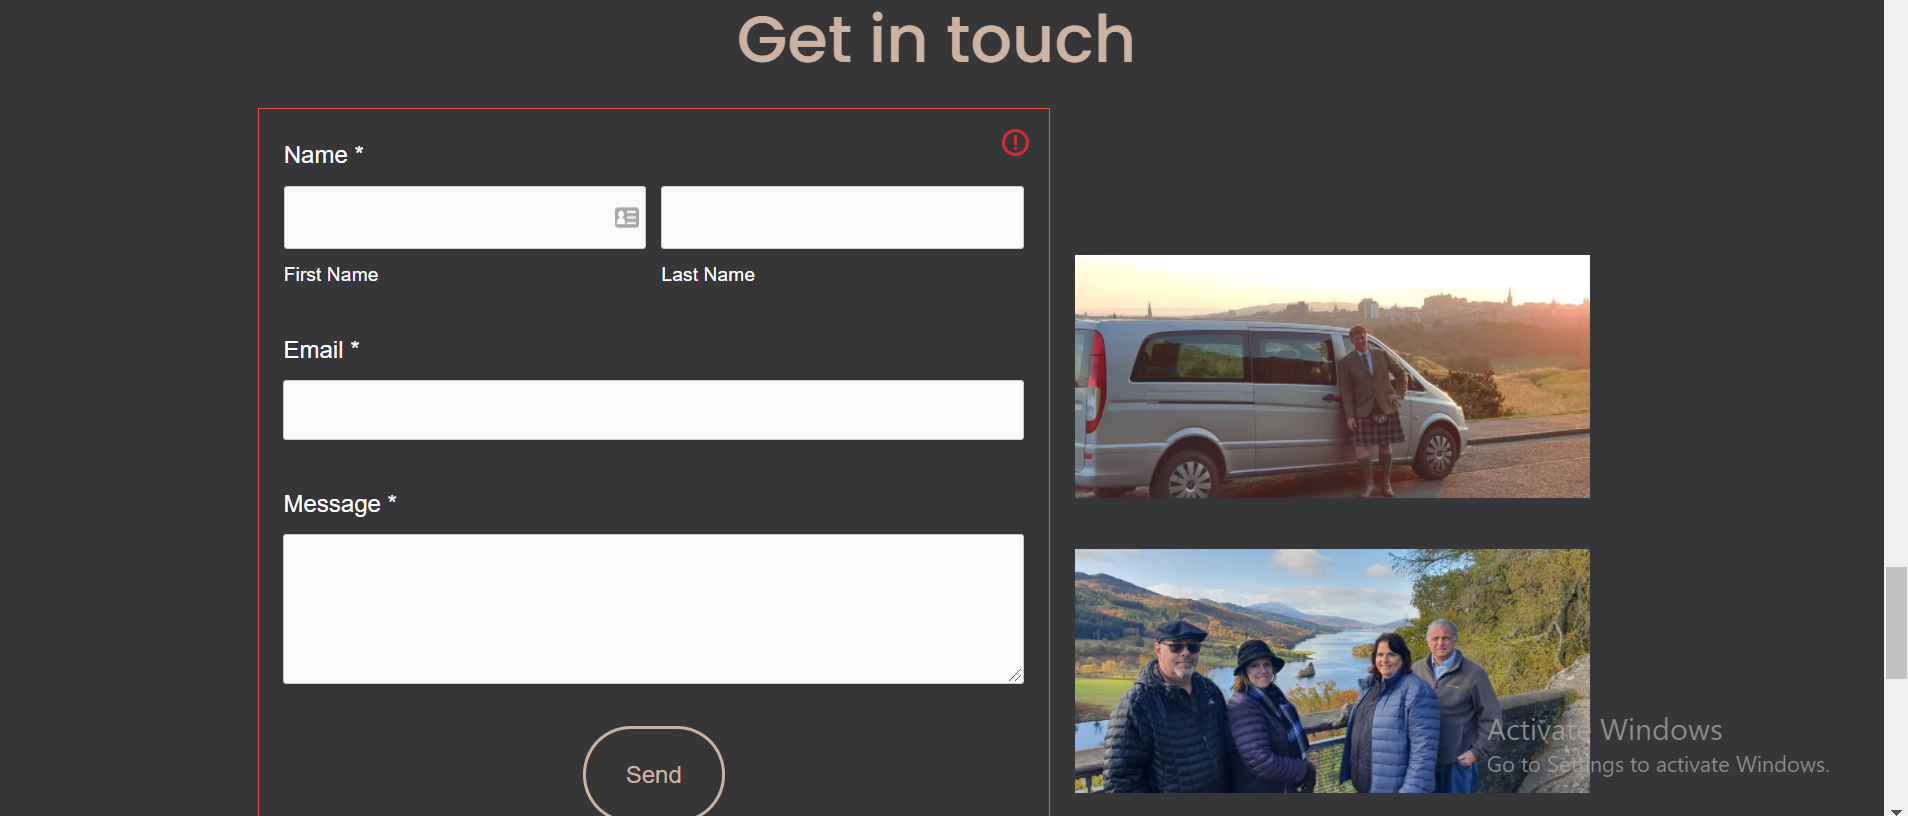 Get in touch
Name *
First Name
Last Name
Email *
Message *
Send
Activate Windows
Go to Settings to activate Windows.